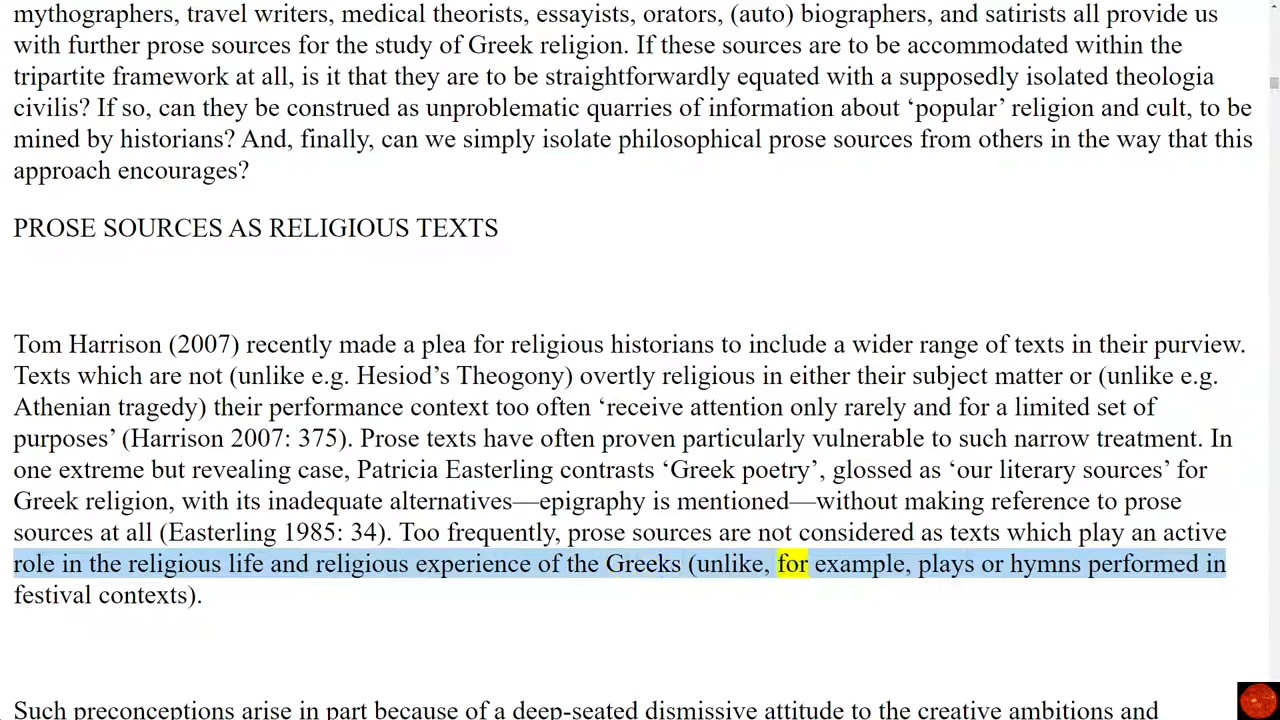 mythographers, travel writers, medical theorists, essayists, orators, (auto) biographers, and satirists all provide us
with further prose sources for the study of Greek religion. If these sources are to be accommodated within the
tripartite framework at all, is it that they are to be straightforwardly equated with a supposedly isolated theologia
civilis? If so, can they be construed as unproblematic quarries of information about ‘popular’ religion and cult, to be
mined by historians? And, finally, can we simply isolate philosophical prose sources from others in the way that this
approach encourages?
PROSE SOURCES AS RELIGIOUS TEXTS
Tom Harrison (2007) recently made a plea for religious historians to include a wider range of texts in their purview.
Texts which are not (unlike e.g. Hesiod’s Theogony) overtly religious in either their subject matter or (unlike e.g.
Athenian tragedy) their performance context too often ‘receive attention only rarely and for a limited set of
purposes’ (Harrison 2007: 375). Prose texts have often proven particularly vulnerable to such narrow treatment. In
one extreme but revealing case, Patricia Easterling contrasts ‘Greek poetry’, glossed as ‘our literary sources’ for
Greek religion, with its inadequate alternatives—epigraphy is mentioned—without making reference to prose
sources at all (Easterling 1985: 34). Too frequently, prose sources are not considered as texts which play an active
role in the religious life and religious experience of the Greeks (unlike, for example, plays or hymns performed in
festival contexts).
Such preconceptions arise in part because of a deep-seated dismissive attitude to the creative ambitions and